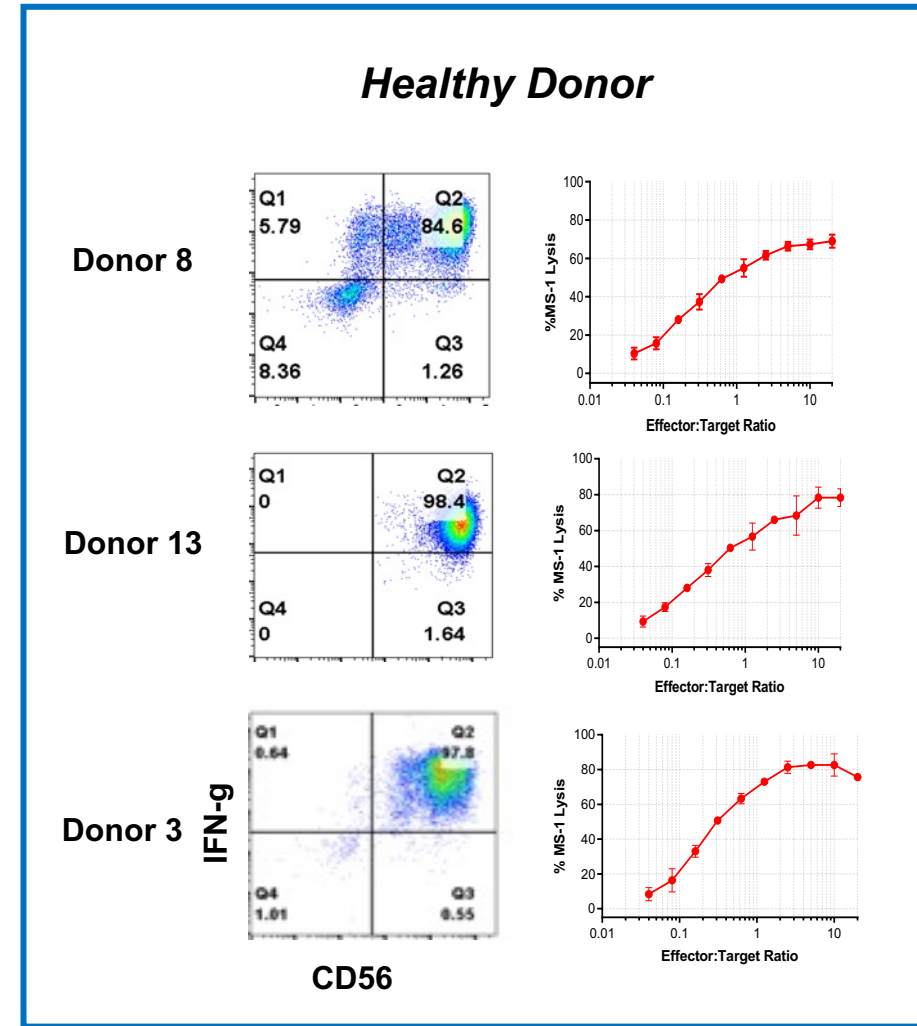 Healthy Donor
Donor 8
Q1
5.79
Q2
84.6
Q4
8.36
Q3
1.26
%MS-1 Lysis
100
80
60
40
20
0
0.01
0.1
1
10
Effector:Target Ratio
Donor 13
Q1
0
Q2
98.4
Q4
0
Q3
1.64
% MS-1 Lysis
100
80
60
40
20
0
0.01
0.1
1
10
Effector:Target Ratio
Donor 3
IFN-g
Q1
0.64
Q2
97.8
Q4
1.01
Q3
0.55
CD56
% MS-1 Lysis
100
80
60
40
20
0
0.01
0.1
1
10
Effector:Target Ratio